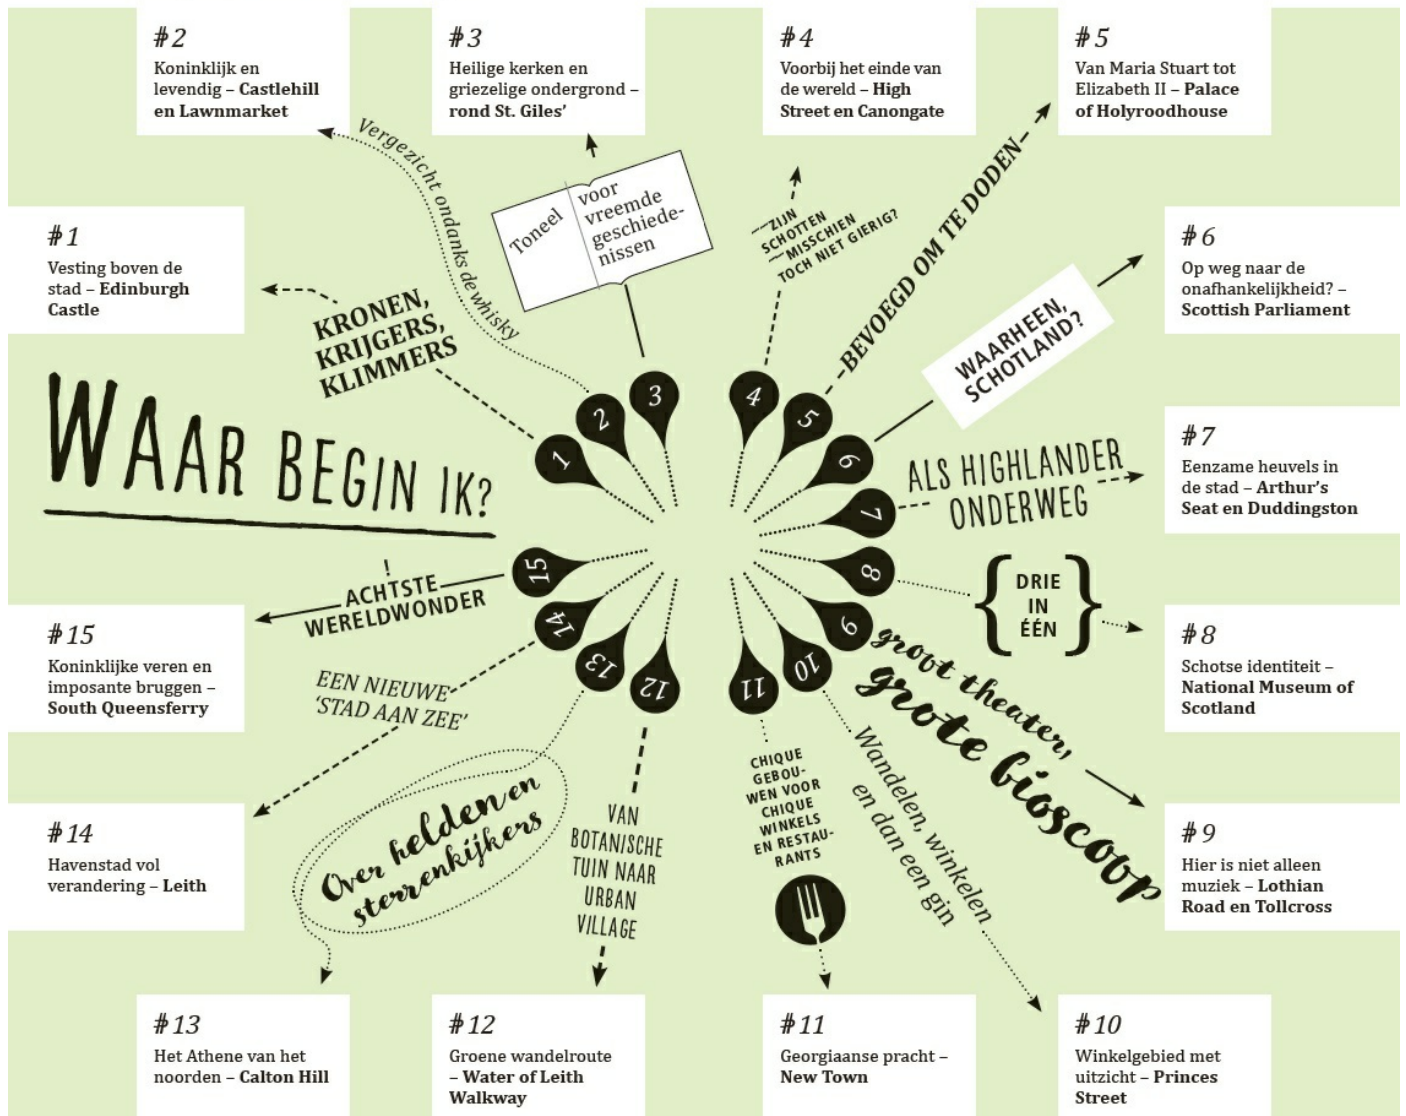 #2
Koninklijk en
levendig – Castlehill
en Lawnmarket
#3
Heilige kerken en
griezelige ondergrond –
rond St. Giles’
#4
Voorbij het einde van
de wereld – High
Street en Canongate
#5
Van Maria Stuart tot
Elizabeth II – Palace
of Holyroodhouse
#1
Vesting boven de
stad – Edinburgh
Castle
KRONEN,
KRIJGERS,
KLIMMERS
Vergezicht ondanks de whisky
Toneel
voor
vreemde
geschiede-
nissen
ZIJN
SCHOTTEN
MISSCHIEN
TOCH NIET GIERIG?
BEVOEGD OM TE DODEN
WAARHEEN,
SCHOTLAND?
#6
Op weg naar de
onafhankelijkheid? –
Scottish Parliament
WAAR BEGIN IK?
1
2
3
4
5
6
7
8
9
10
11
12
13
14
15
ALS HIGHLANDER
ONDERWEG
#7
Eenzame heuvels in
de stad – Arthur’s
Seat en Duddingston
DRIE
IN
ÉÉN
#8
Schotse identiteit –
National Museum of
Scotland
groot theater,
grote bioscoop
#9
Hier is niet alleen
muziek – Lothian
Road en Tollcross
Wandelen, winkelen
en dan een gin
#10
Winkelgebied met
uitzicht – Princes
Street
CHIQUE
GEBOU-
WEN VOOR
CHIQUE
WINKELS
EN RESTAU-
RANTS
#11
Georgiaanse pracht –
New Town
VAN
BOTANISCHE
TUIN NAAR
URBAN
VILLAGE
#12
Groene wandelroute
– Water of Leith
Walkway
Over helden en
sterrenkijkers
#13
Het Athene van het
noorden – Calton Hill
EEN NIEUWE
‘STAD AAN ZEE’
#14
Havenstad vol
verandering – Leith
!
ACHTSTE
WERELDWONDER
#15
Koninklijke veren en
imposante bruggen –
South Queensferry